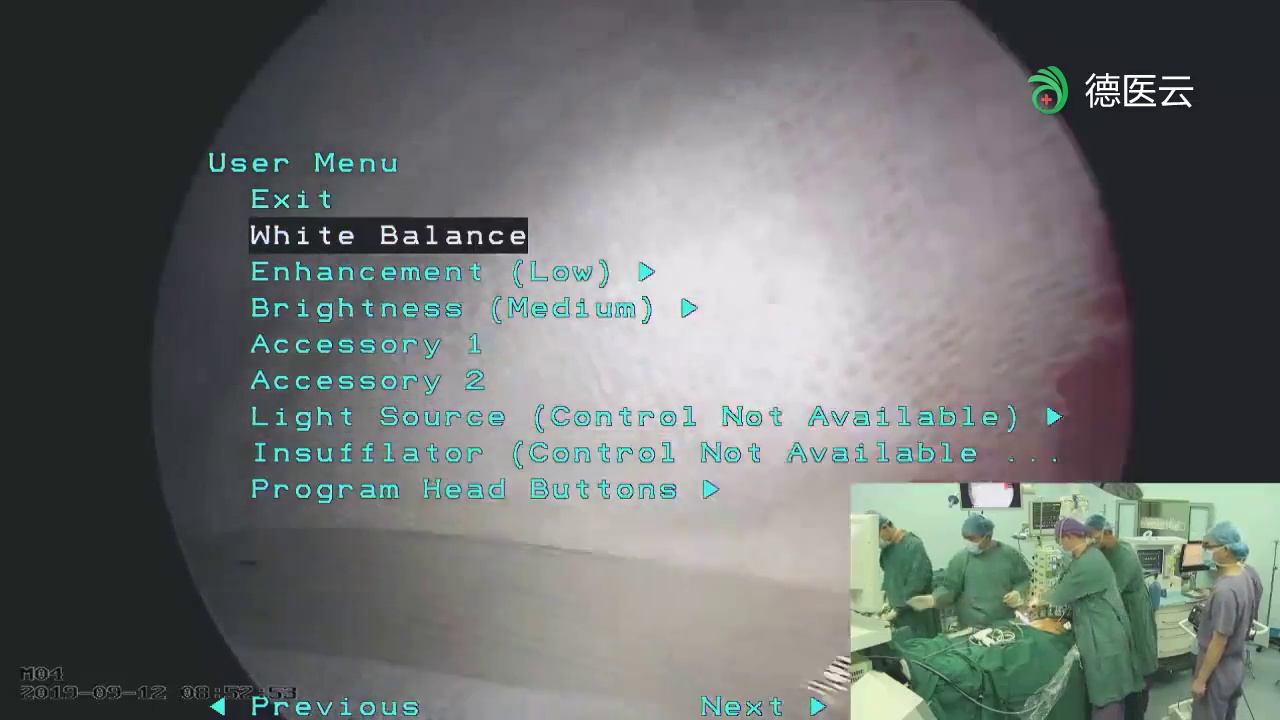 德医云
User Menu
Exit
White Balance
Enhancement (Low) ▶
Brightness (Medium) ▶
Accessory 1
Accessory 2
Light Source (Control Not Available) ▶
Insufflator (Control Not Available ...
Program Head Buttons ▶
M04
2019-09-12 08:52:53
◀ Previous
Next ▶